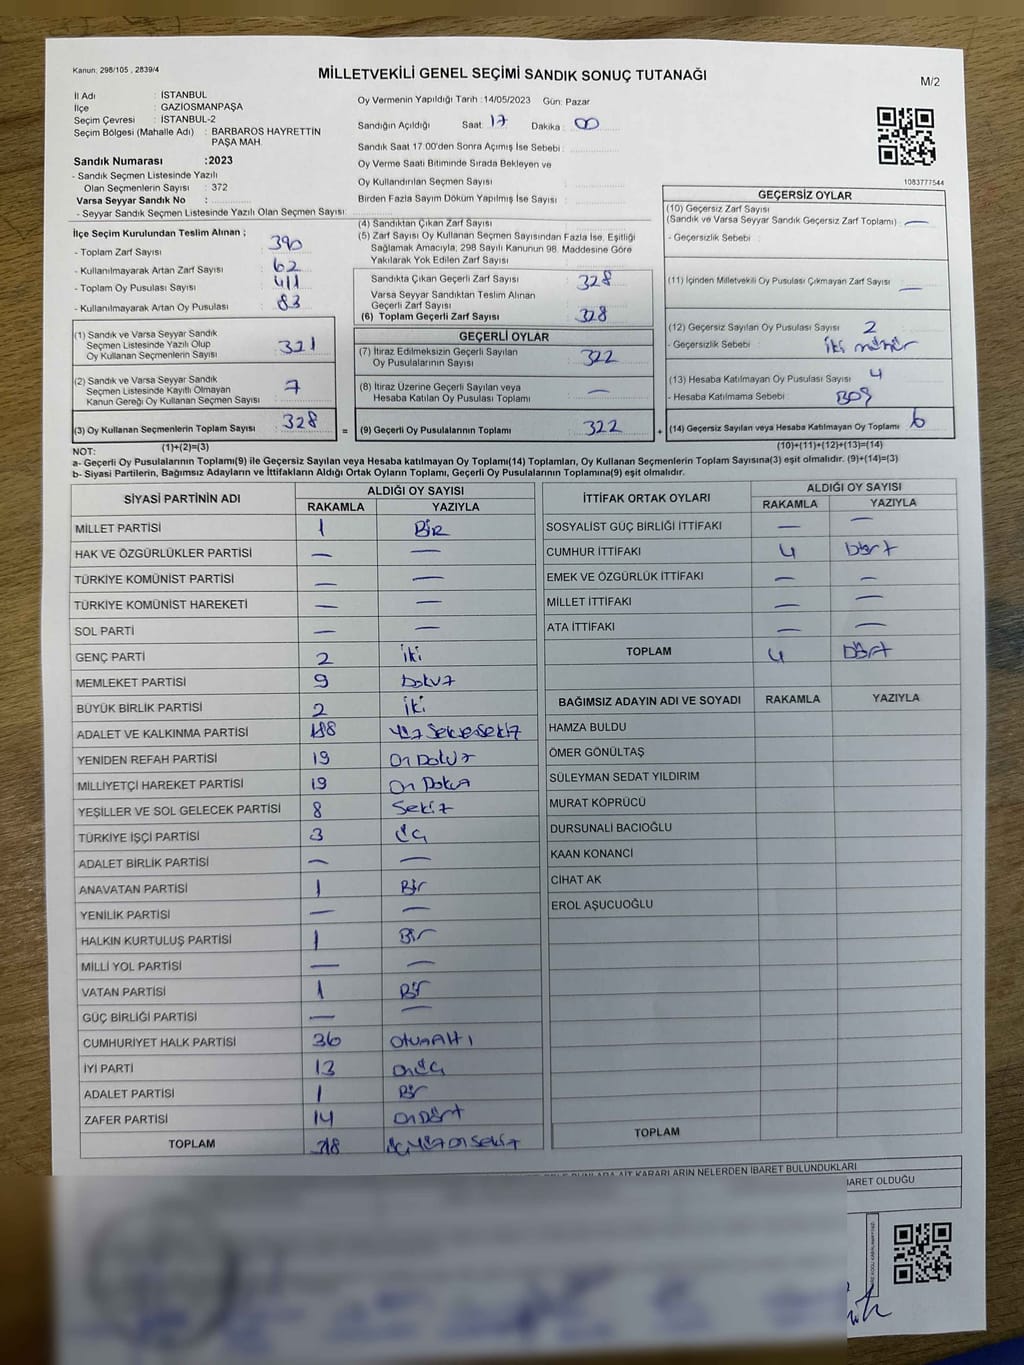 Kanun: 298/105 , 2839/4
MİLLETVEKİLİ GENEL SEÇİMİ SANDIK SONUÇ TUTANAĞI
M/2
İl Adı : İSTANBUL
İlçe : GAZİOSMANPAŞA
Seçim Çevresi : İSTANBUL-2
Seçim Bölgesi (Mahalle Adı) : BARBAROS HAYRETTİN
PAŞA MAH.
Sandık Numarası :2023
- Sandık Seçmen Listesinde Yazılı
Olan Seçmenlerin Sayısı : 372
Varsa Seyyar Sandık No :
- Seyyar Sandık Seçmen Listesinde Yazılı Olan Seçmen Sayısı:
Oy Vermenin Yapıldığı Tarih :14/05/2023 Gün: Pazar
Sandığın Açıldığı Saat: 17 Dakika : 00
Sandık Saat 17.00'den Sonra Açımış İse Sebebi :
Oy Verme Saati Bitiminde Sırada Bekleyen ve
Oy Kullandırılan Seçmen Sayısı :
Birden Fazla Sayım Döküm Yapılmış İse Sayısı :
1083777544
İlçe Seçim Kurulundan Teslim Alınan ;
- Toplam Zarf Sayısı : 390
- Kullanılmayarak Artan Zarf Sayısı : 62
- Toplam Oy Pusulası Sayısı : 411
- Kullanılmayarak Artan Oy Pusulası : 83
(4) Sandıktan Çıkan Zarf Sayısı :
(5) Zarf Sayısı Oy Kullanan Seçmen Sayısından Fazla İse, Eşitliği
Sağlamak Amacıyla; 298 Sayılı Kanunun 98. Maddesine Göre
Yakılarak Yok Edilen Zarf Sayısı :
Sandıkta Çıkan Geçerli Zarf Sayısı : 328
Varsa Seyyar Sandıktan Teslim Alınan
Geçerli Zarf Sayısı :
(6) Toplam Geçerli Zarf Sayısı : 328
GEÇERSİZ OYLAR
(10) Geçersiz Zarf Sayısı
(Sandık ve Varsa Seyyar Sandık Geçersiz Zarf Toplamı) : —
- Geçersizlik Sebebi :
(11) İçinden Milletvekili Oy Pusulası Çıkmayan Zarf Sayısı : —
(12) Geçersiz Sayılan Oy Pusulası Sayısı : 2
- Geçersizlik Sebebi : iki mühür
(13) Hesaba Katılmayan Oy Pusulası Sayısı : 4
- Hesaba Katılmama Sebebi : BOŞ
(1) Sandık ve Varsa Seyyar Sandık
Seçmen Listesinde Yazılı Olup
Oy Kullanan Seçmenlerin Sayısı : 321
(2) Sandık ve Varsa Seyyar Sandık
Seçmen Listesinde Kayıtlı Olmayan
Kanun Gereği Oy Kullanan Seçmen Sayısı : 7
GEÇERLİ OYLAR
(7) İtiraz Edilmeksizin Geçerli Sayılan
Oy Pusulalarının Sayısı : 322
(8) İtiraz Üzerine Geçerli Sayılan veya
Hesaba Katılan Oy Pusulası Toplamı : —
(3) Oy Kullanan Seçmenlerin Toplam Sayısı : 328 = (9) Geçerli Oy Pusulalarının Toplamı : 322 + (14) Geçersiz Sayılan veya Hesaba Katılmayan Oy Toplamı : 6
NOT: (1)+(2)=(3) (10)+(11)+(12)+(13)=(14)
a- Geçerli Oy Pusulalarının Toplamı(9) ile Geçersiz Sayılan veya Hesaba katılmayan Oy Toplamı(14) Toplamları, Oy Kullanan Seçmenlerin Toplam Sayısına(3) eşit olmalıdır. (9)+(14)=(3)
b- Siyasi Partilerin, Bağımsız Adayların ve İttifakların Aldığı Ortak Oyların Toplamı, Geçerli Oy Pusulalarının Toplamına(9) eşit olmalıdır.
SİYASİ PARTİNİN ADI ALDIĞI OY SAYISI
RAKAMLA YAZIYLA
MİLLET PARTİSİ 1 Bir
HAK VE ÖZGÜRLÜKLER PARTİSİ — —
TÜRKİYE KOMÜNİST PARTİSİ — —
TÜRKİYE KOMÜNİST HAREKETİ — —
SOL PARTİ — —
GENÇ PARTİ 2 iki
MEMLEKET PARTİSİ 9 Dokuz
BÜYÜK BİRLİK PARTİSİ 2 iki
ADALET VE KALKINMA PARTİSİ 188 Yüz Seksensekiz
YENİDEN REFAH PARTİSİ 19 On Dokuz
MİLLİYETÇİ HAREKET PARTİSİ 19 On Dokuz
YEŞİLLER VE SOL GELECEK PARTİSİ 8 Sekiz
TÜRKİYE İŞÇİ PARTİSİ 3 Üç
ADALET BİRLİK PARTİSİ — —
ANAVATAN PARTİSİ 1 Bir
YENİLİK PARTİSİ — —
HALKIN KURTULUŞ PARTİSİ 1 Bir
MİLLİ YOL PARTİSİ — —
VATAN PARTİSİ 1 Bir
GÜÇ BİRLİĞİ PARTİSİ — —
CUMHURİYET HALK PARTİSİ 36 Otuz Altı
İYİ PARTİ 13 On Üç
ADALET PARTİSİ 1 Bir
ZAFER PARTİSİ 14 On Dört
TOPLAM 318 Üç Yüz On Sekiz
İTTİFAK ORTAK OYLARI ALDIĞI OY SAYISI
RAKAMLA YAZIYLA
SOSYALİST GÜÇ BİRLİĞİ İTTİFAKI — —
CUMHUR İTTİFAKI 4 Dört
EMEK VE ÖZGÜRLÜK İTTİFAKI — —
MİLLET İTTİFAKI — —
ATA İTTİFAKI — —
TOPLAM 4 Dört
BAĞIMSIZ ADAYIN ADI VE SOYADI RAKAMLA YAZIYLA
HAMZA BULDU
ÖMER GÖNÜLTAŞ
SÜLEYMAN SEDAT YILDIRIM
MURAT KÖPRÜCÜ
DURSUNALİ BACIOĞLU
KAAN KONANCİ
CİHAT AK
EROL AŞUCUOĞLU
TOPLAM
KARARLARIN NELERDEN İBARET BULUNDUKLARI
OLDUĞU